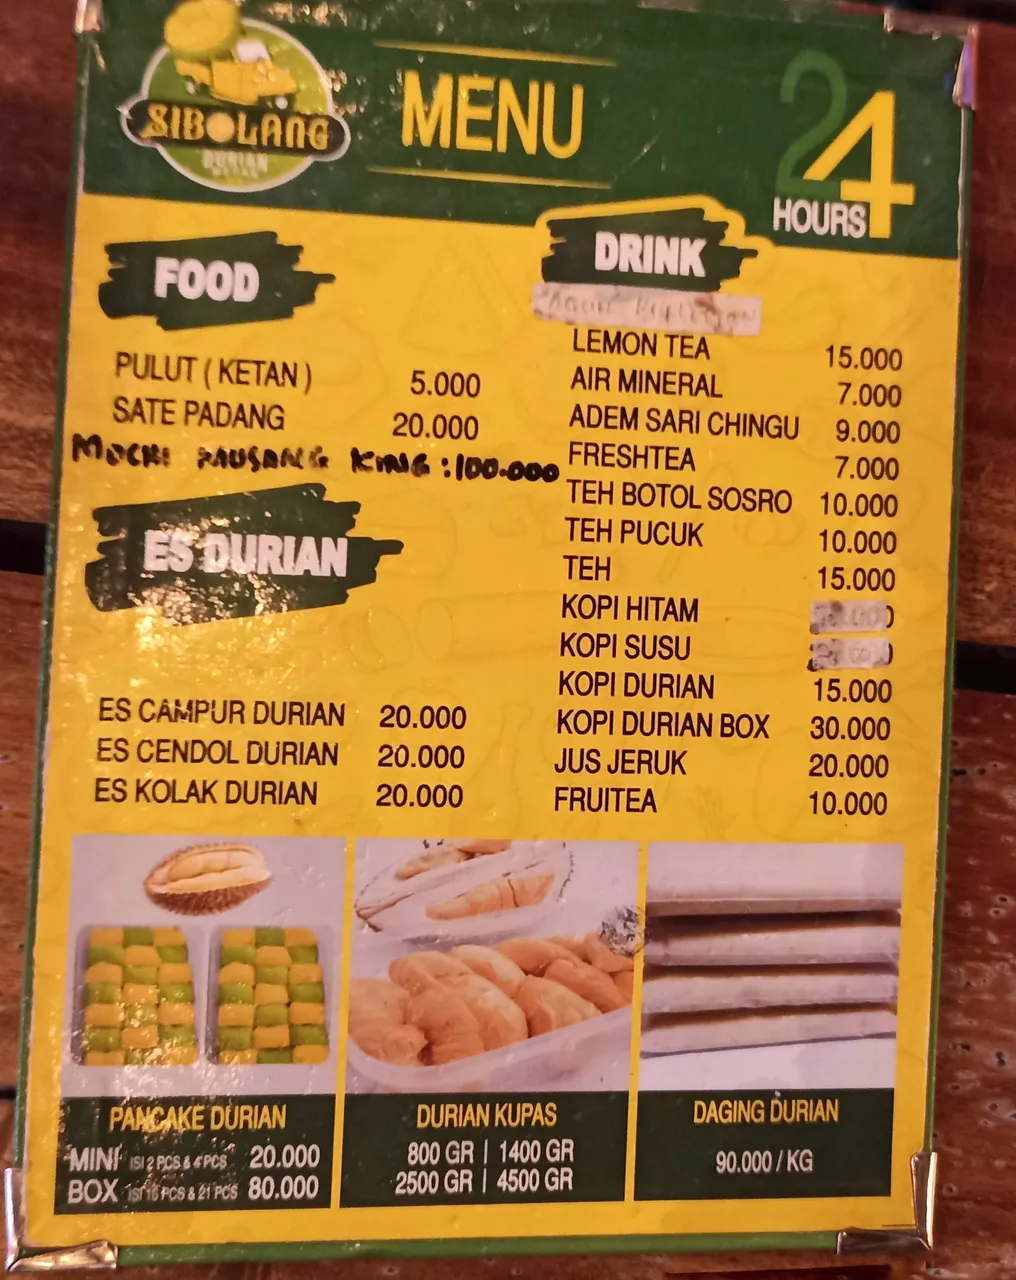 SIBOLANG
DURIAN
MENU
24
HOURS
FOOD
PULUT ( KETAN ) 5.000
SATE PADANG 20.000
MOCHI MUSANG KING : 100.000
ES DURIAN
ES CAMPUR DURIAN 20.000
ES CENDOL DURIAN 20.000
ES KOLAK DURIAN 20.000
DRINK
LEMON TEA 15.000
AIR MINERAL 7.000
ADEM SARI CHINGU 9.000
FRESHTEA 7.000
TEH BOTOL SOSRO 10.000
TEH PUCUK 10.000
TEH 15.000
KOPI HITAM
KOPI SUSU
KOPI DURIAN 15.000
KOPI DURIAN BOX 30.000
JUS JERUK 20.000
FRUITEA 10.000
PANCAKE DURIAN
MINI ISI 2 PCS & 4 PCS 20.000
BOX ISI PCS & 21 PCS 80.000
DURIAN KUPAS
800 GR | 1400 GR
2500 GR | 4500 GR
DAGING DURIAN
90.000 / KG